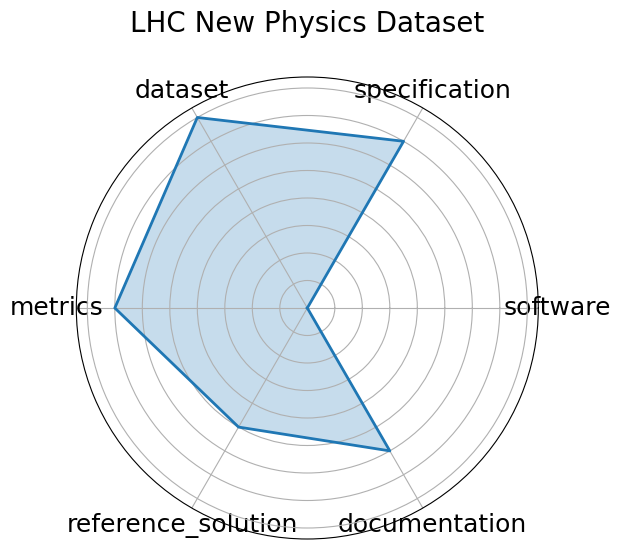 LHC New Physics Dataset
dataset
specification
metrics
software
reference_solution
documentation